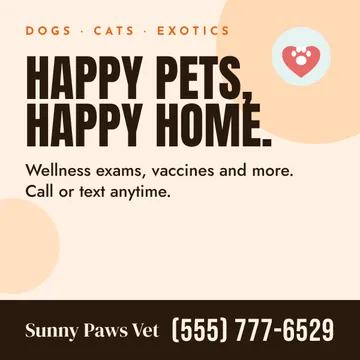 DOGS · CATS · EXOTICS
HAPPY PETS,
HAPPY HOME.
Wellness exams, vaccines and more.
Call or text anytime.
Sunny Paws Vet (555) 777-6529